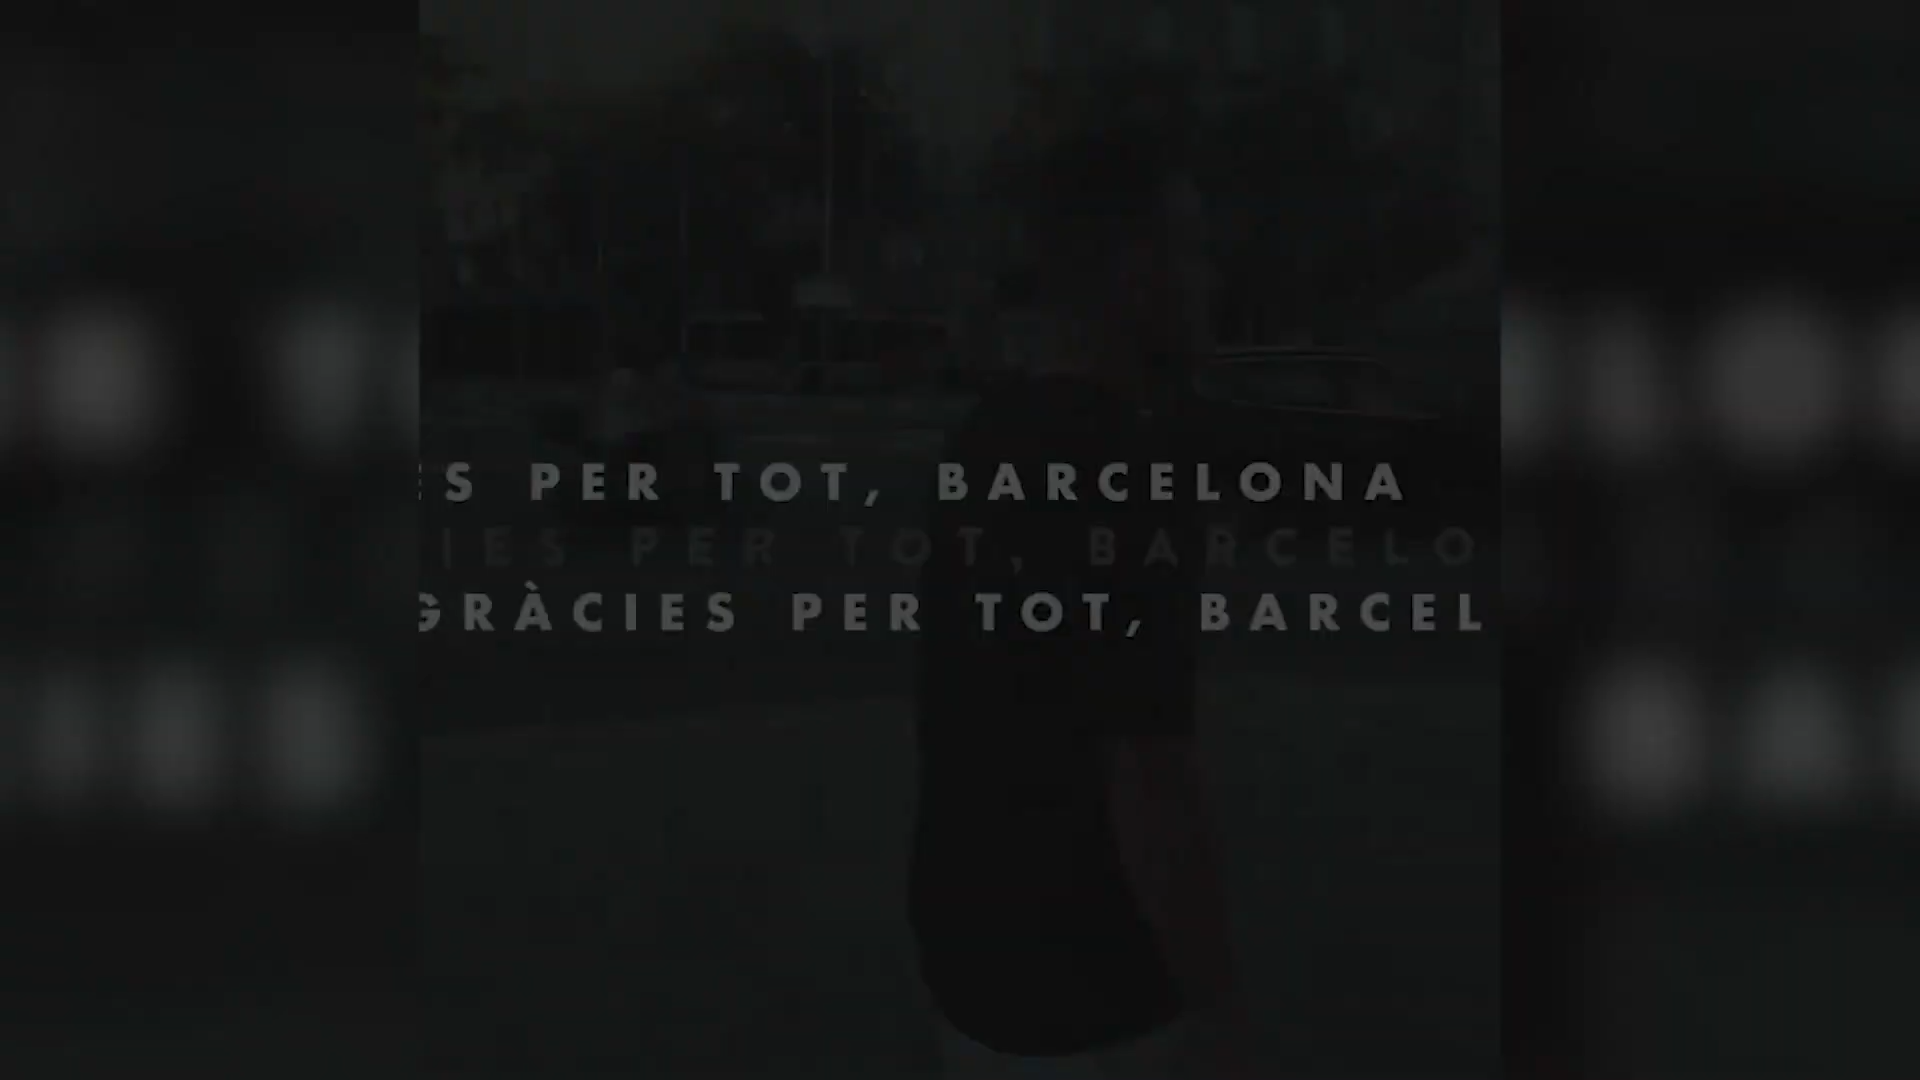 ES PER TOT, BARCELONA
IES PER TOT, BARCELO
GRÀCIES PER TOT, BARCEL